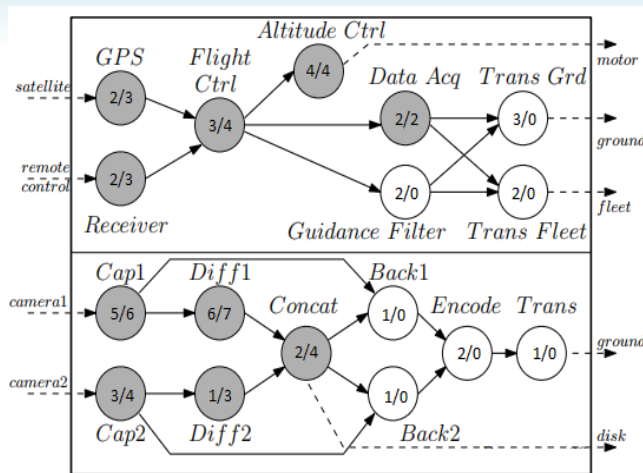 Altitude Ctrl
GPS
Flight
Ctrl
4/4
motor
Data Acq
Trans Grd
satellite
2/3
3/4
2/2
3/0
ground
remote
control
2/3
2/0
2/0
fleet
Receiver
Guidance Filter
Trans Fleet
Cap1
Diff1
Back1
Concat
Encode
Trans
camera1
5/6
6/7
1/0
2/4
2/0
1/0
ground
camera2
3/4
1/3
1/0
disk
Cap2
Diff2
Back2